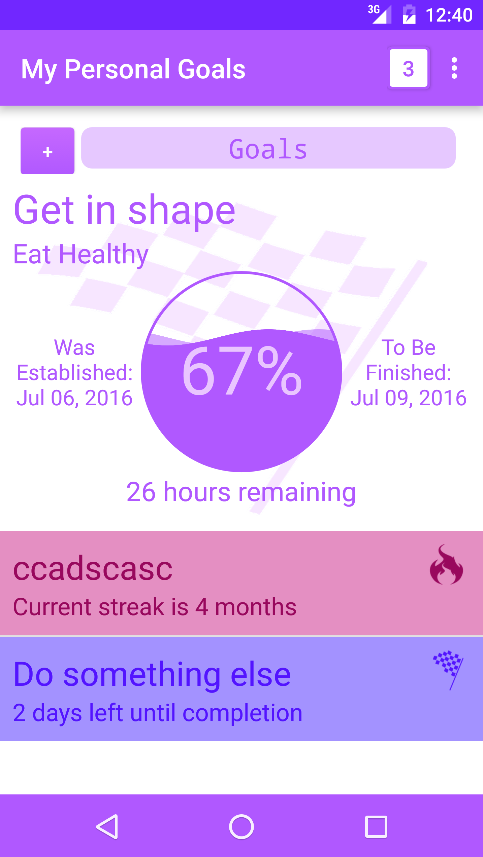 3G 12:40
My Personal Goals 3
+ Goals
Get in shape
Eat Healthy
Was
Established:
Jul 06, 2016
67%
To Be
Finished:
Jul 09, 2016
26 hours remaining
ccadscasc
Current streak is 4 months
Do something else
2 days left until completion